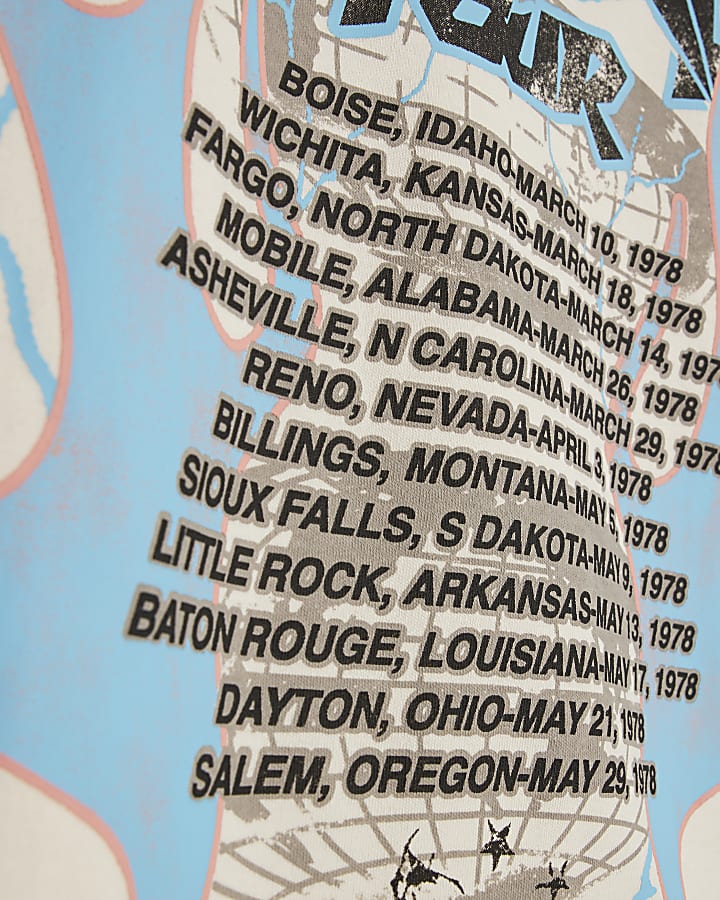 TOUR
BOISE, IDAHO-MARCH 10, 1978
WICHITA, KANSAS-MARCH 18, 1978
FARGO, NORTH DAKOTA-MARCH 14, 197
MOBILE, ALABAMA-MARCH 26, 1978
ASHEVILLE, N CAROLINA-MARCH 29, 1978
RENO, NEVADA-APRIL 3, 1978
BILLINGS, MONTANA-MAY 5, 1978
SIOUX FALLS, S DAKOTA-MAY 9, 1978
LITTLE ROCK, ARKANSAS-MAY 13, 1978
BATON ROUGE, LOUISIANA-MAY 17, 1978
DAYTON, OHIO-MAY 21, 1978
SALEM, OREGON-MAY 29, 1978